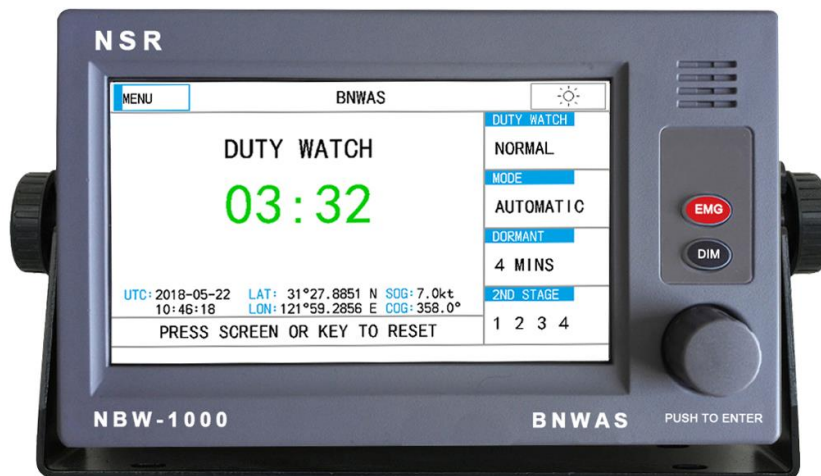 NSR
MENU BNWAS
DUTY WATCH
03:32
UTC: 2018-05-22 LAT: 31°27.8851 N SOG: 7.0kt
10:46:18 LON: 121°59.2856 E COG: 358.0°
PRESS SCREEN OR KEY TO RESET
DUTY WATCH
NORMAL
MODE
AUTOMATIC
DORMANT
4 MINS
2ND STAGE
1 2 3 4
EMG
DIM
NBW-1000 BNWAS PUSH TO ENTER